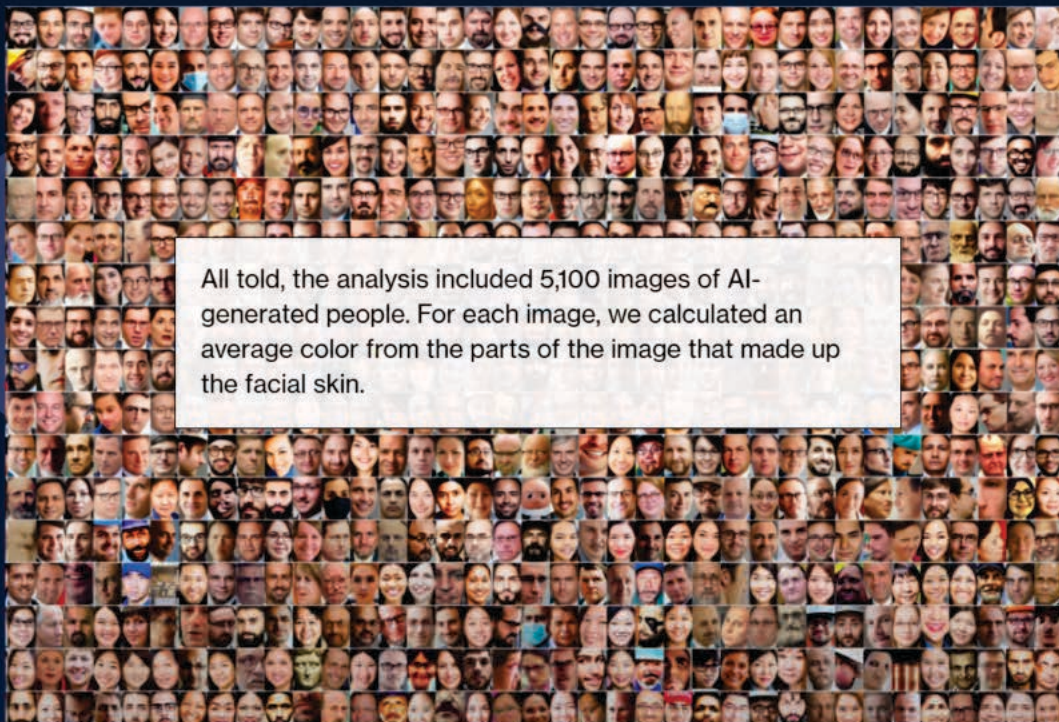 All told, the analysis included 5,100 images of AI-
generated people. For each image, we calculated an
average color from the parts of the image that made up
the facial skin.